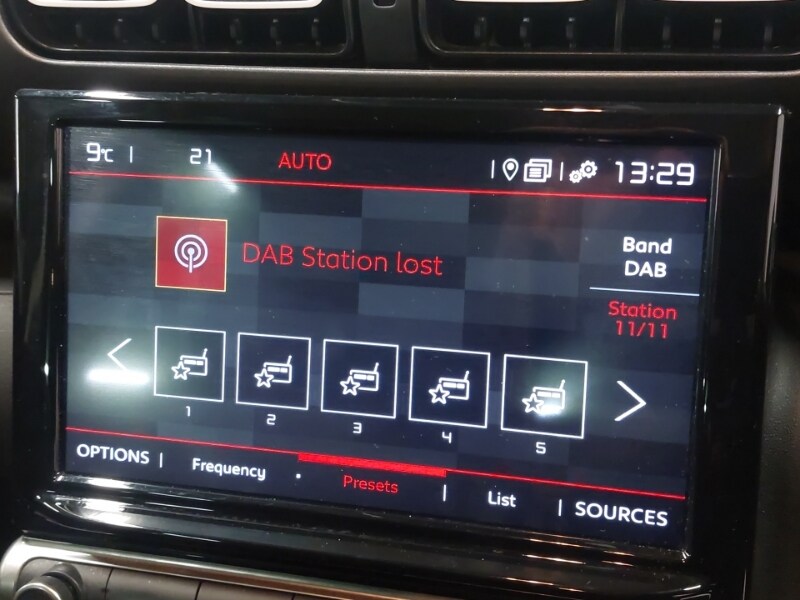 9°C | 21 AUTO | | 13:29
DAB Station lost
Band
DAB
Station
11/11
1 2 3 4 5
OPTIONS | Frequency • Presets | List | SOURCES